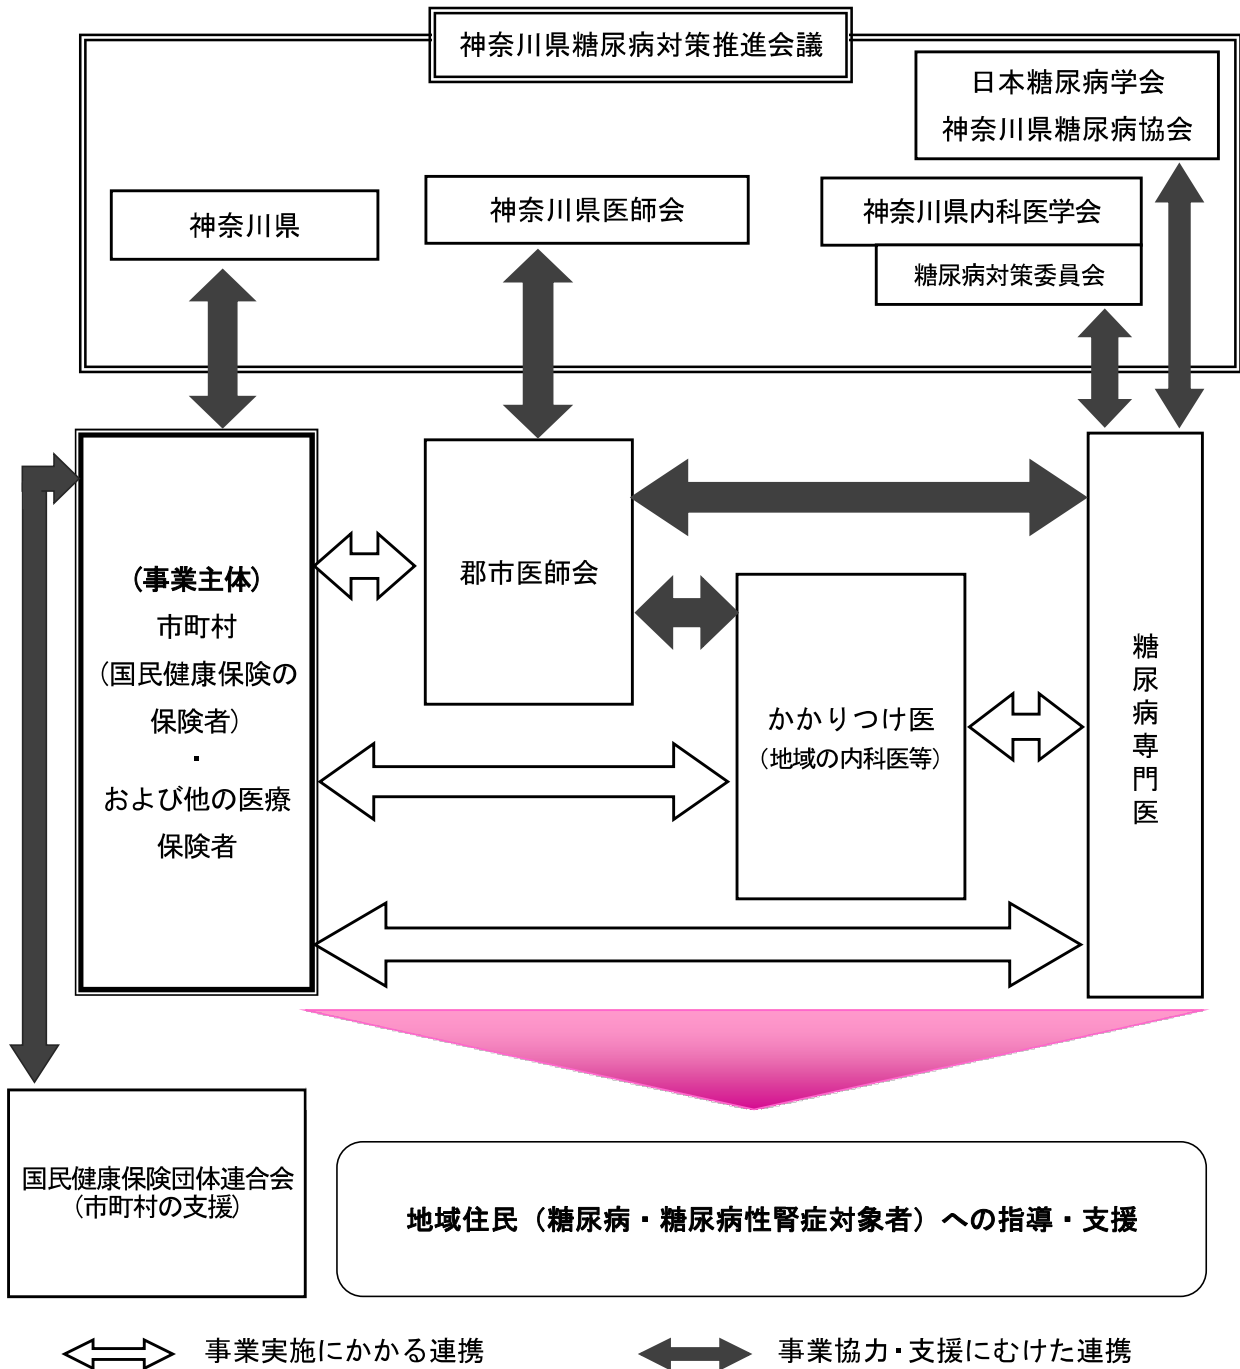 神奈川県糖尿病対策推進会議
日本糖尿病学会
神奈川県糖尿病協会
神奈川県
神奈川県医師会
神奈川県内科医学会
糖尿病対策委員会
(事業主体)
市町村
(国民健康保険の
保険者)
・
および他の医療
保険者
郡市医師会
かかりつけ医
(地域の内科医等)
糖尿病専門医
国民健康保険団体連合会
(市町村の支援)
地域住民（糖尿病・糖尿病性腎症対象者）への指導・支援
事業実施にかかる連携
事業協力・支援にむけた連携